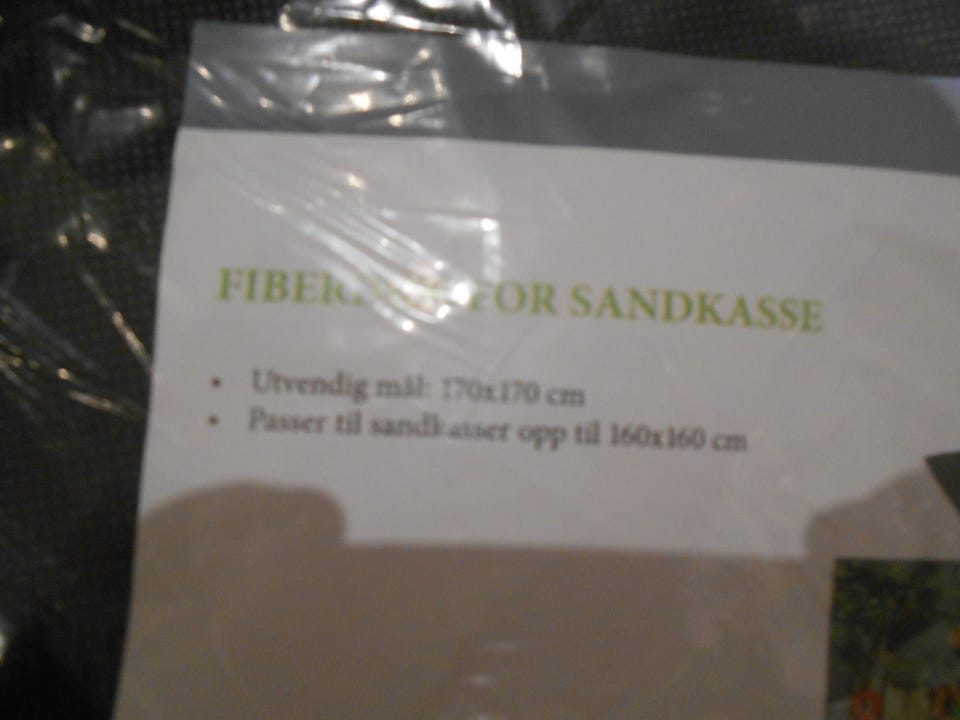 FOR SANDKASSE
• Utvendig mål: 170x170 cm
• Passer til sandkasser opp til 160x160 cm